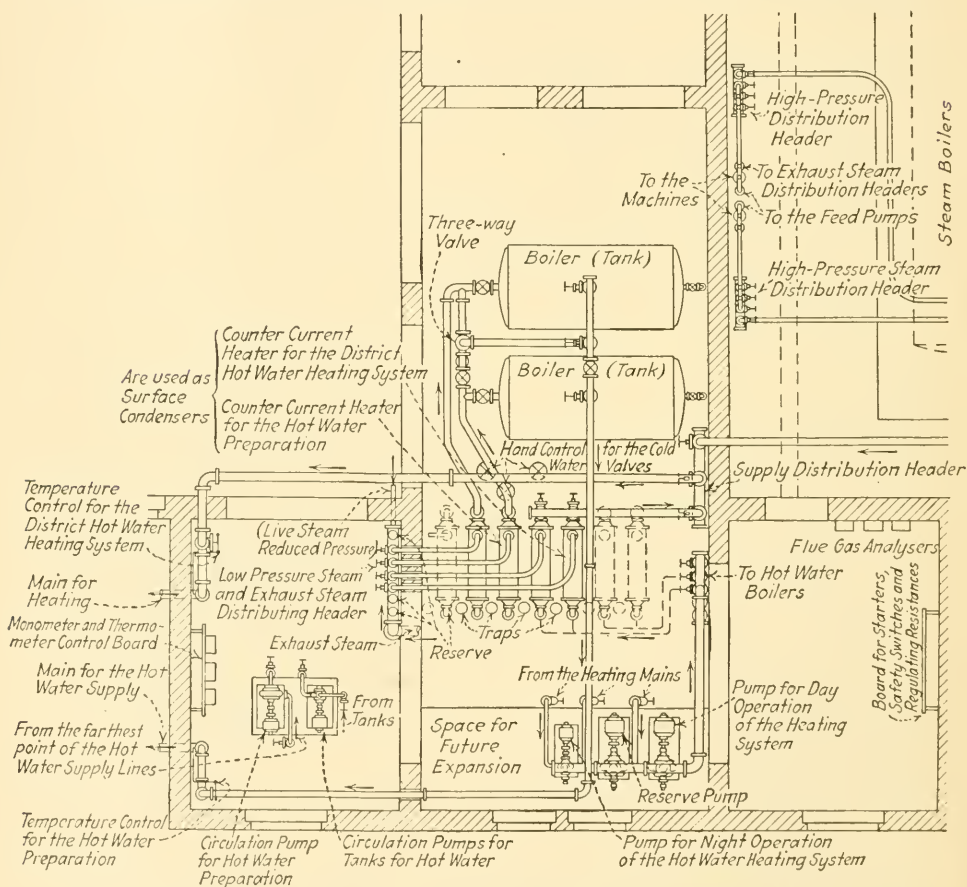 High-Pressure
Distribution
Header
To Exhaust Steam
Distribution Headers
To the
Machines
To the Feed Pumps
Steam Boilers
High-Pressure Steam
Distribution Header
Three-way
Valve
Boiler (Tank)
Boiler (Tank)
Counter Current
Heater for the District
Hot Water Heating System
Are used as
Surface
Condensers
Counter Current Heater
for the Hot Water
Preparation
Hand Control for the Cold
Water Valves
Supply Distribution Header
Temperature
Control for the
District Hot Water
Heating System
(Live Steam
Reduced Pressure)
Flue Gas Analysers
Low Pressure Steam
and Exhaust Steam
Distributing Header
To Hot Water
Boilers
Main for
Heating
Monometer and Thermo-
meter Control Board
Exhaust Steam
Traps
Reserve
Board for Starters,
(Safety Switches and
Regulating Resistances
Main for the Hot
Water Supply
From the Heating Mains
From
Tanks
Pump for Day
Operation
of the Heating
System
From the farthest
point of the Hot
Water Supply Lines
Space for
Future
Expansion
Reserve Pump
Temperature Control
for the Hot Water
Preparation
Circulation Pump
for Hot Water
Preparation
Circulation Pumps for
Tanks for Hot Water
Pump for Night Operation
of the Hot Water Heating System